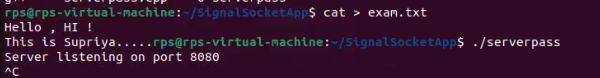 rps@rps-virtual-machine:~/SignalSocketApp$ cat > exam.txt
Hello , HI !
This is Supriya.....rps@rps-virtual-machine:~/SignalSocketApp$ ./serverpass
Server listening on port 8080
^C